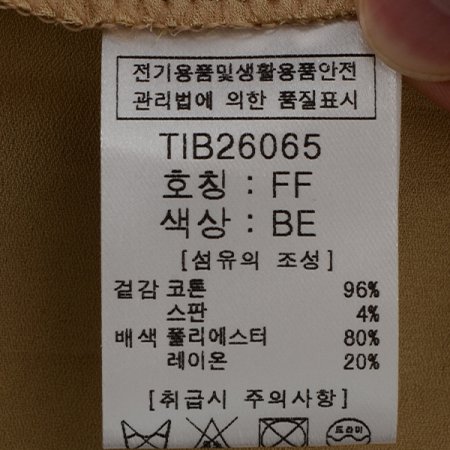 전기용품및생활용품안전
관리법에 의한 품질표시
TIB26065
호칭 : FF
색상 : BE
[섬유의 조성]
겉감 코튼 96%
스판 4%
배색 폴리에스터 80%
레이온 20%
[취급시 주의사항]
드라이